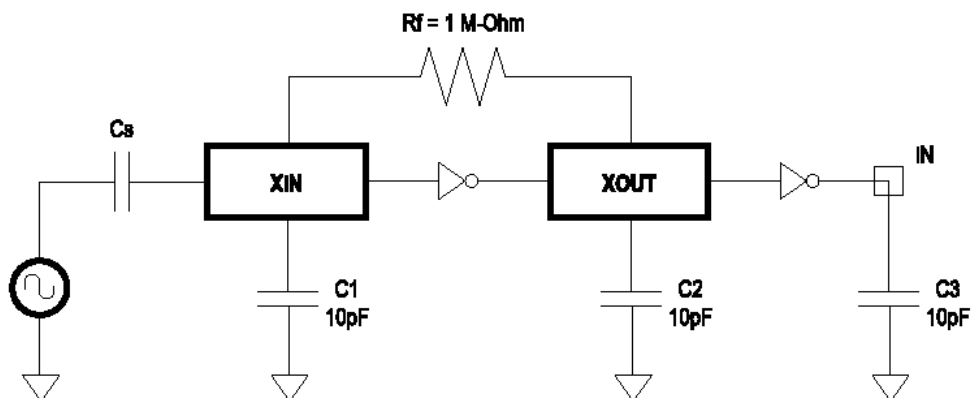 Rf = 1 M-Ohm
Cs
XIN
XOUT
IN
C1
10pF
C2
10pF
C3
10pF